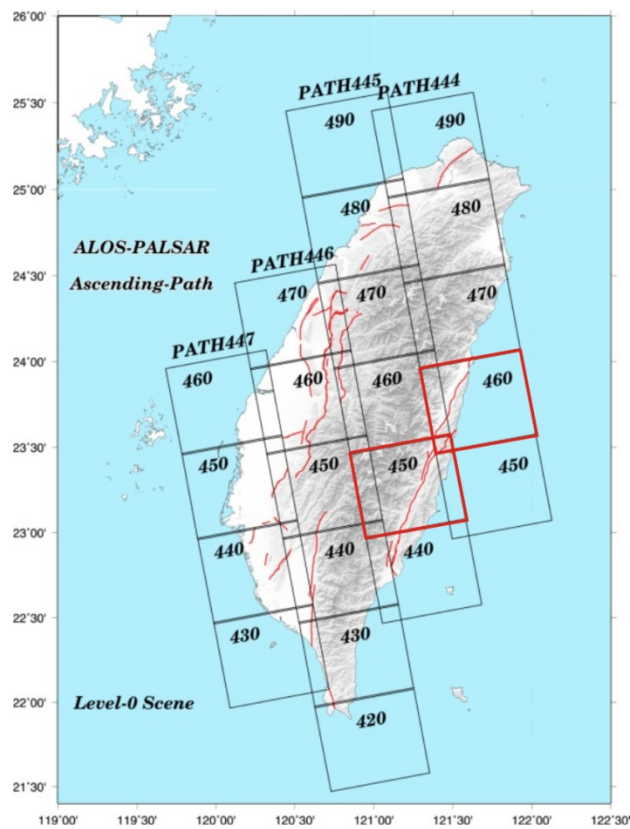 26°00'
25°30'
25°00'
24°30'
24°00'
23°30'
23°00'
22°30'
22°00'
21°30'
119°00' 119°30' 120°00' 120°30' 121°00' 121°30' 122°00' 122°30'
PATH445 PATH444
490 490
480 480
ALOS-PALSAR
Ascending-Path
PATH446
470 470 470
PATH447
460 460 460 460
450 450 450 450
440 440 440
430 430
Level-0 Scene
420